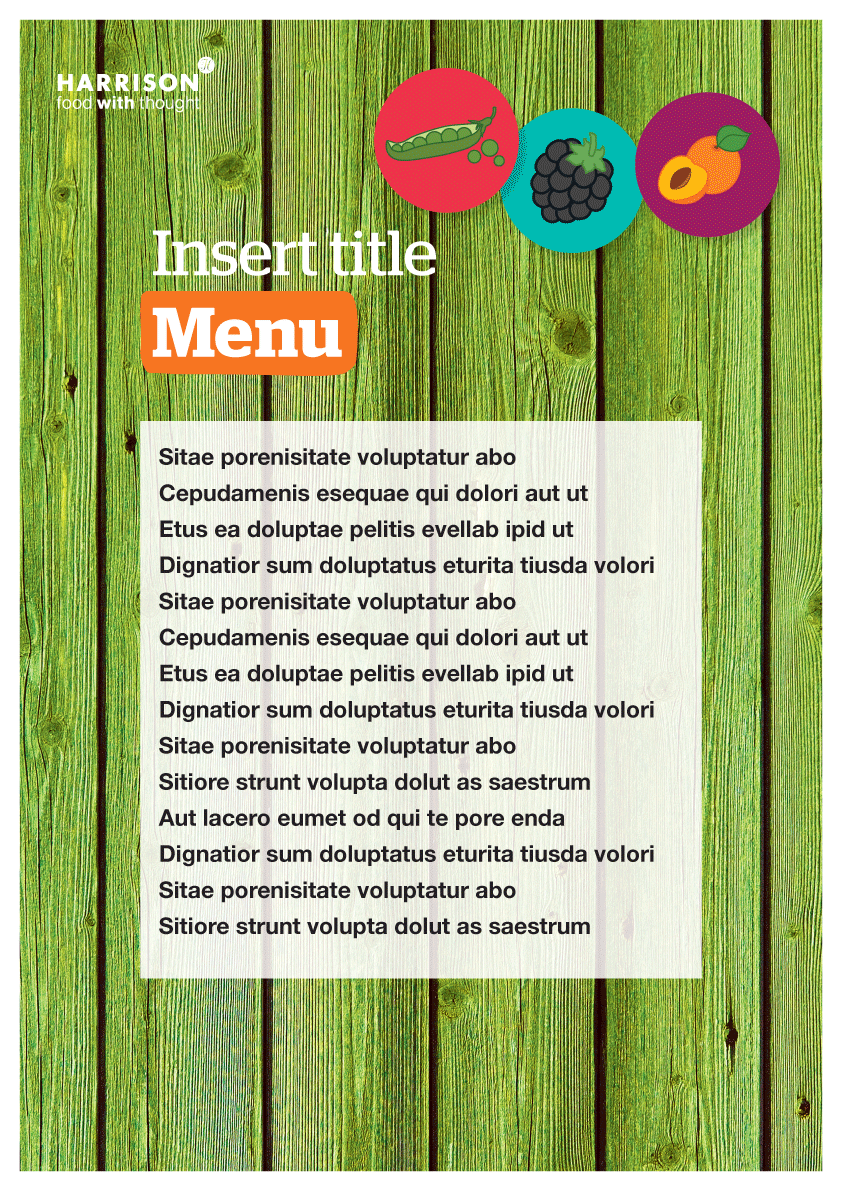 HARRISON
food with thought
Insert title
Menu
Sitae porenisitate voluptatur abo
Cepudamenis esequae qui dolori aut ut
Etus ea doluptae pelitis evellab ipid ut
Dignatior sum doluptatus eturita tiusda volori
Sitae porenisitate voluptatur abo
Cepudamenis esequae qui dolori aut ut
Etus ea doluptae pelitis evellab ipid ut
Dignatior sum doluptatus eturita tiusda volori
Sitae porenisitate voluptatur abo
Sitiore strunt volupta dolut as saestrum
Aut lacero eumet od qui te pore enda
Dignatior sum doluptatus eturita tiusda volori
Sitae porenisitate voluptatur abo
Sitiore strunt volupta dolut as saestrum